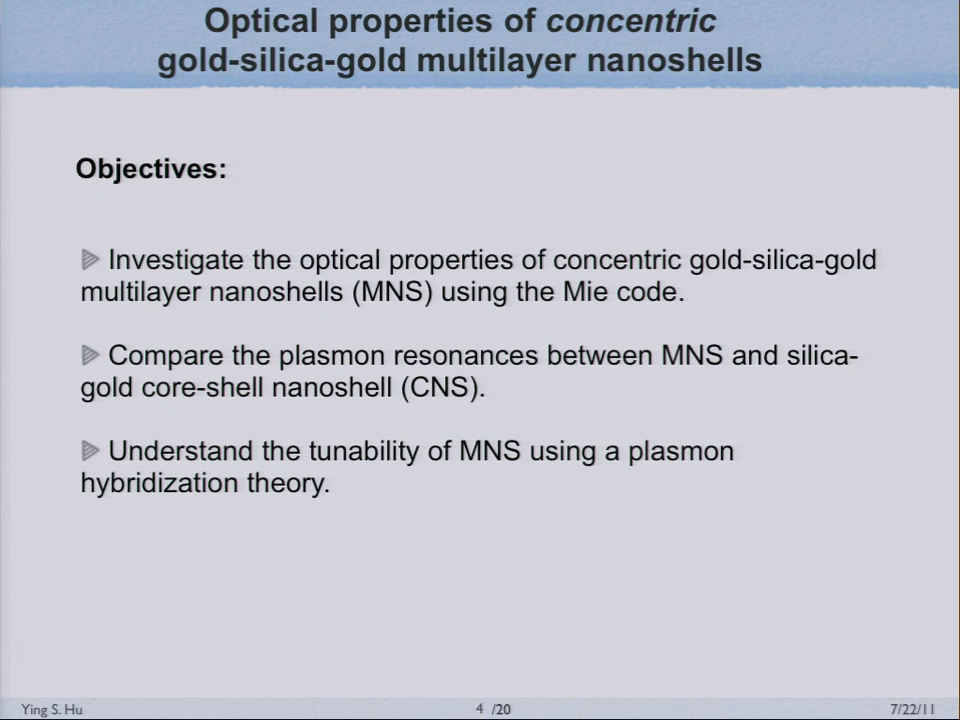 Optical properties of concentric
gold-silica-gold multilayer nanoshells
Objectives:
Investigate the optical properties of concentric gold-silica-gold
multilayer nanoshells (MNS) using the Mie code.
Compare the plasmon resonances between MNS and silica-
gold core-shell nanoshell (CNS).
Understand the tunability of MNS using a plasmon
hybridization theory.
Ying S. Hu 4 /20 7/22/11